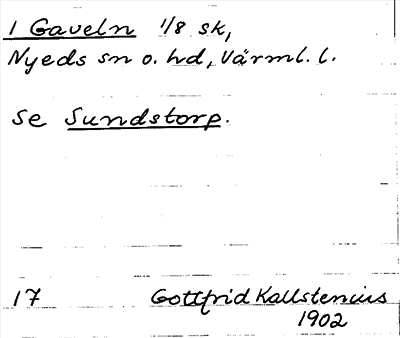 1 Gaveln 1/8 sk,
Nyeds sn o. hd, Värml. l.
Se Sundstorp.
17 Gottfrid Kallstenius
1902